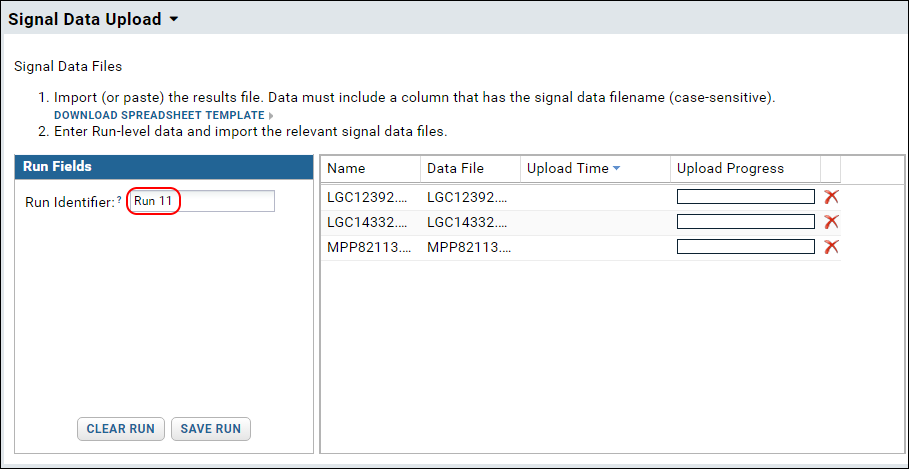 Signal Data Upload
Signal Data Files
1. Import (or paste) the results file. Data must include a column that has the signal data filename (case-sensitive).
DOWNLOAD SPREADSHEET TEMPLATE
2. Enter Run-level data and import the relevant signal data files.
Run Fields
Run Identifier:? Run 11
CLEAR RUN SAVE RUN
Name Data File Upload Time Upload Progress
LGC12392.... LGC12392....
LGC14332.... LGC14332....
MPP82113.... MPP82113....